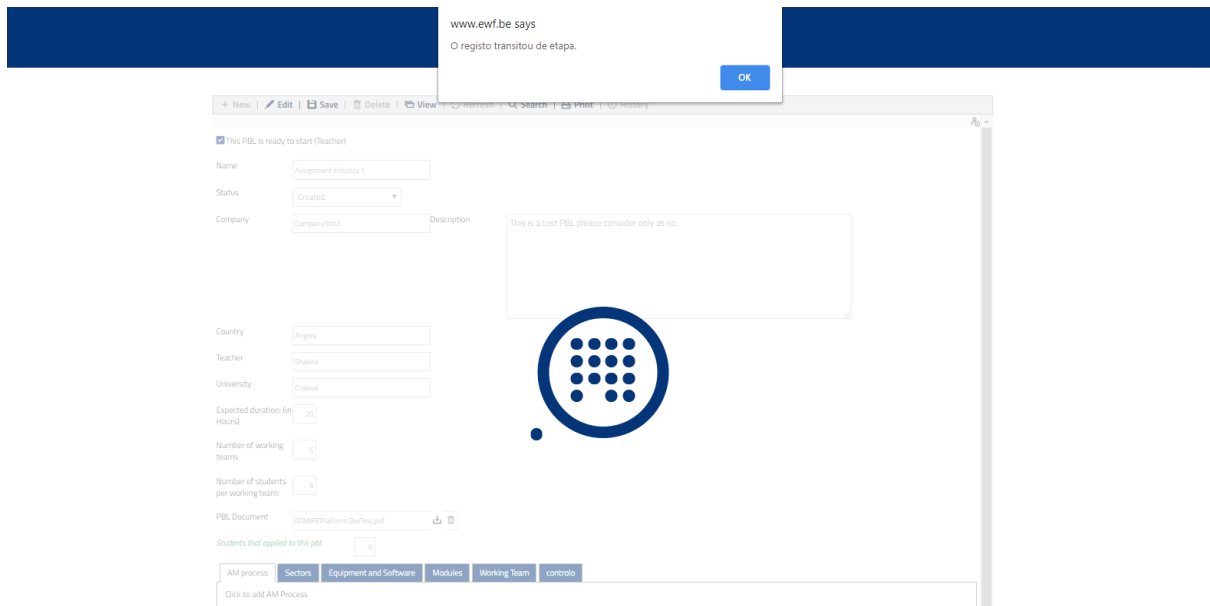 www.ewf.be says
O registo transitou de etapa.
OK
+ New | Edit | Save | Delete | View | Refresh | Search | Print | History
This PBL is ready to start (Teacher)
Name Assignment Industry 1
Status Created
Company CompanyTest2 Description This is a test PBL please consider only as so.
Country Angola
Teacher Shakira
University Craiova
Expected duration: (in
Hours)
Number of working
teams 5
Number of students
per working team: 8
PBL Document ADMIREPlatform DocTest.pdf
Students that applied to this pbl 0
AM process Sectors Equipment and Software Modules Working Team controlo
Click to add AM Process